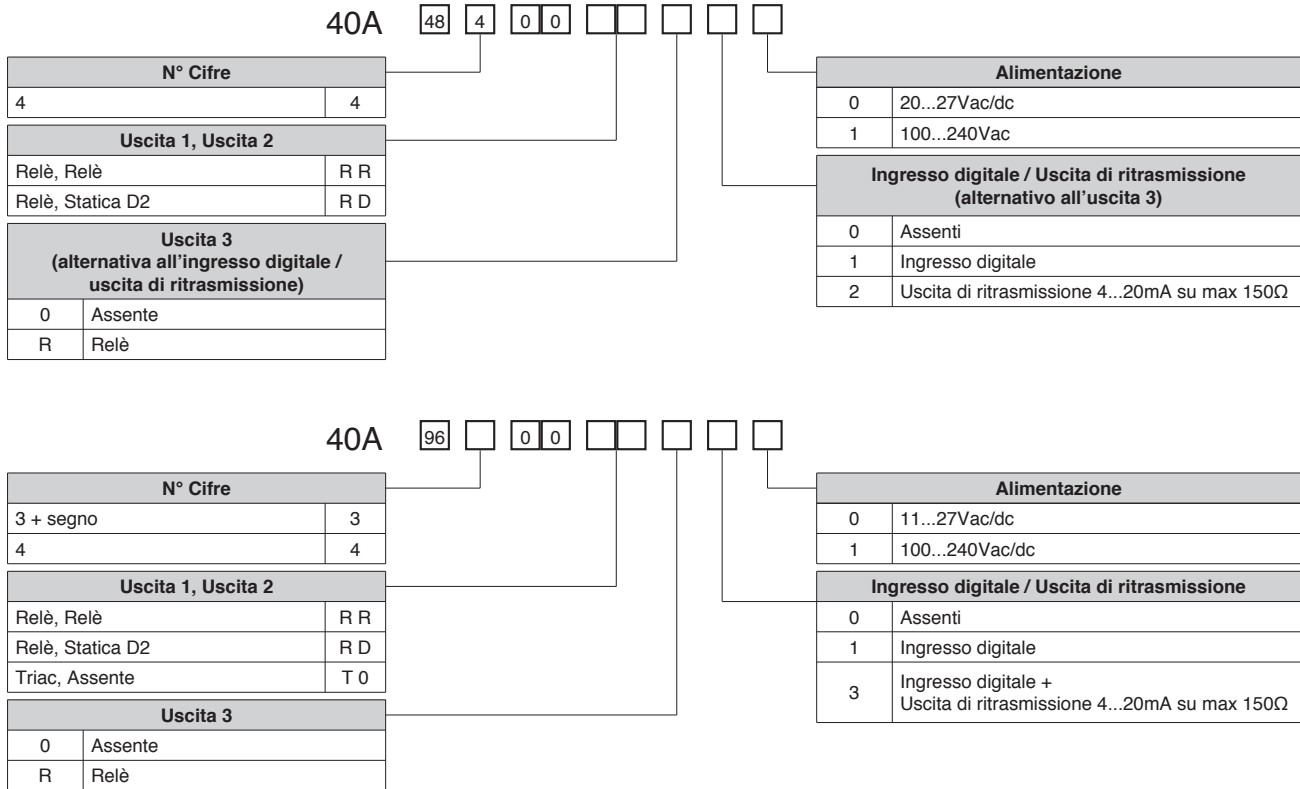 40A 48 4 0 0
N° Cifre
4 4
Uscita 1, Uscita 2
Relè, Relè R R
Relè, Statica D2 R D
Uscita 3
(alternativa all'ingresso digitale /
uscita di ritrasmissione)
0 Assente
R Relè
Alimentazione
0 20...27Vac/dc
1 100...240Vac
Ingresso digitale / Uscita di ritrasmissione
(alternativo all'uscita 3)
0 Assenti
1 Ingresso digitale
2 Uscita di ritrasmissione 4...20mA su max 150Ω
40A 96 0 0
N° Cifre
3 + segno 3
4 4
Uscita 1, Uscita 2
Relè, Relè R R
Relè, Statica D2 R D
Triac, Assente T 0
Uscita 3
0 Assente
R Relè
Alimentazione
0 11...27Vac/dc
1 100...240Vac/dc
Ingresso digitale / Uscita di ritrasmissione
0 Assenti
1 Ingresso digitale
3 Ingresso digitale +
Uscita di ritrasmissione 4...20mA su max 150Ω